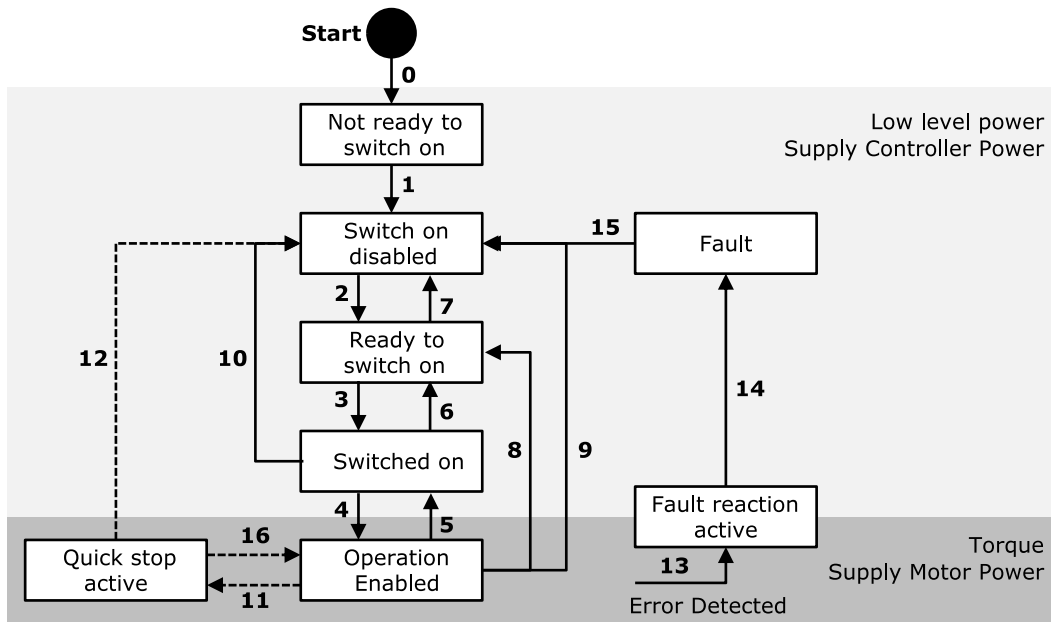 Start
0
Not ready to
switch on
Low level power
Supply Controller Power
1
Switch on
disabled
15
Fault
2
7
Ready to
switch on
12
10
14
3
6
8
9
Switched on
4
5
Fault reaction
active
16
Quick stop
active
Operation
Enabled
11
13
Torque
Supply Motor Power
Error Detected